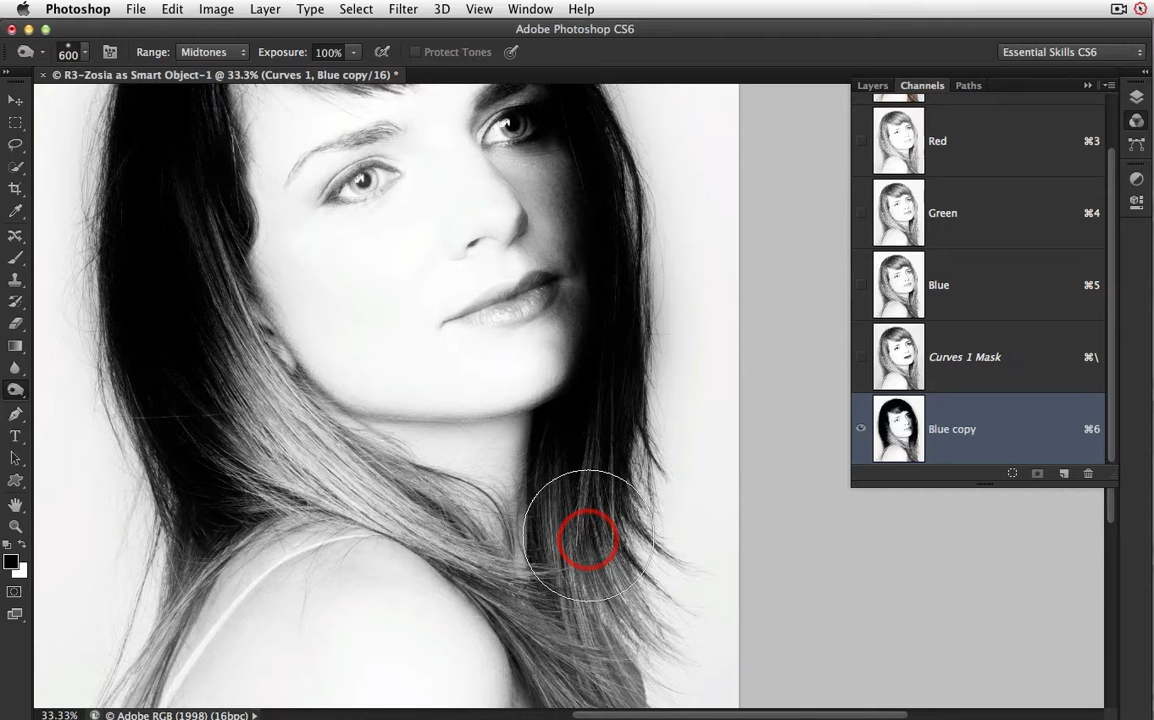 Photoshop File Edit Image Layer Type Select Filter 3D View Window Help
Adobe Photoshop CS6
600 Range: Midtones Exposure: 100% Protect Tones Essential Skills CS6
× © R3-Zosia as Smart Object-1 @ 33.3% (Curves 1, Blue copy/16) *
Layers Channels Paths
Red ⌘3
Green ⌘4
Blue ⌘5
Curves 1 Mask ⌘\
Blue copy ⌘6
33.33% © Adobe RGB (1998) (16bpc)